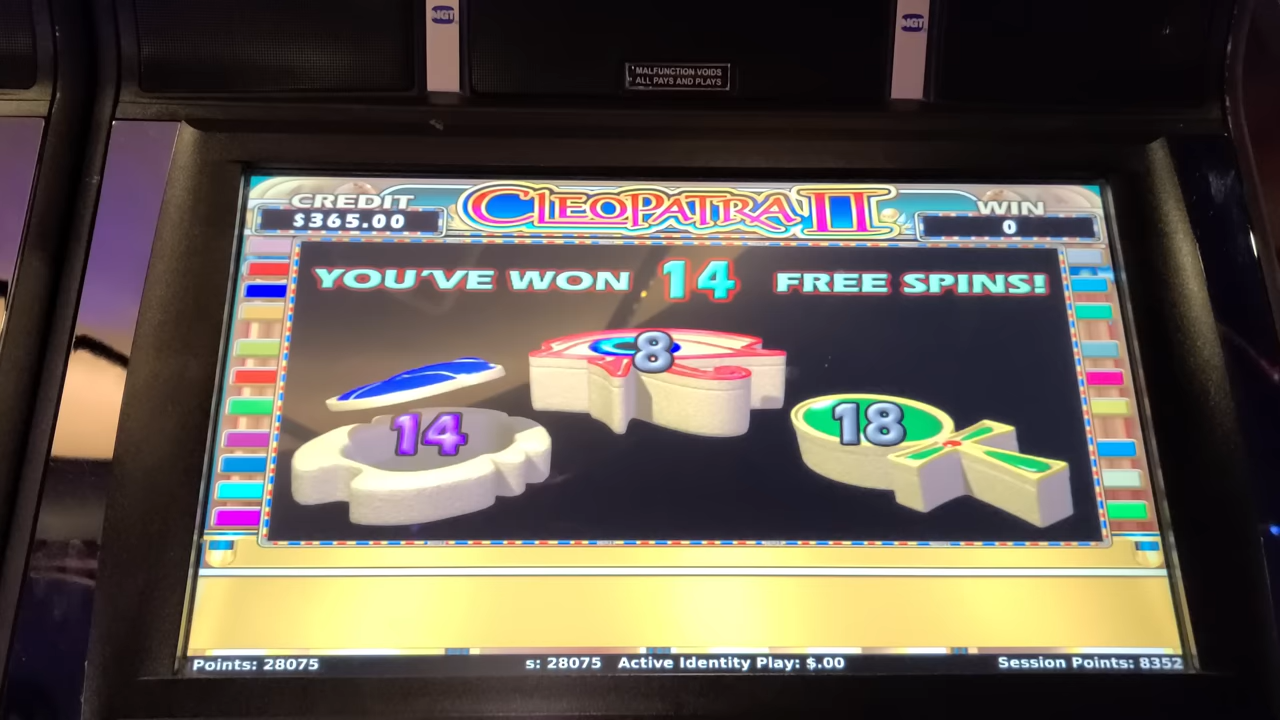 IGT
IGT
MALFUNCTION VOIDS
ALL PAYS AND PLAYS
CREDIT
$365.00
CLEOPATRA II
WIN
0
YOU'VE WON 14 FREE SPINS!
8
14
18
Points: 28075
s: 28075
Active Identity Play: $.00
Session Points: 8352